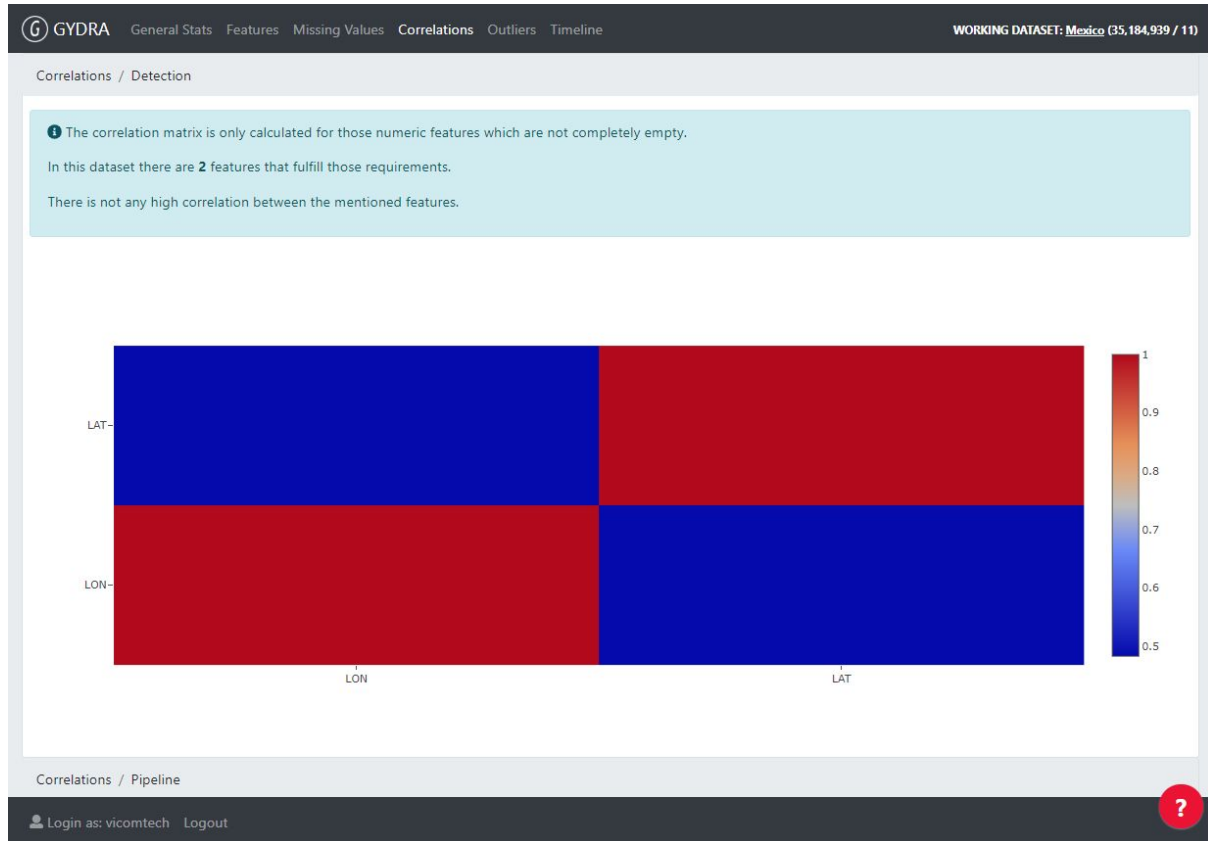 G GYDRA General Stats Features Missing Values Correlations Outliers Timeline WORKING DATASET: Mexico (35,184,939 / 11)
Correlations / Detection
The correlation matrix is only calculated for those numeric features which are not completely empty.
In this dataset there are 2 features that fulfill those requirements.
There is not any high correlation between the mentioned features.
1
0.9
LAT
0.8
0.7
LON
0.6
0.5
LON LAT
Correlations / Pipeline
?
Login as: vicomtech Logout